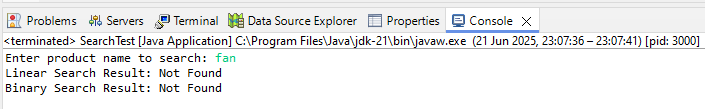 Problems Servers Terminal Data Source Explorer Properties Console
<terminated> SearchTest [Java Application] C:\Program Files\Java\jdk-21\bin\javaw.exe (21 Jun 2025, 23:07:36 – 23:07:41) [pid: 3000]
Enter product name to search: fan
Linear Search Result: Not Found
Binary Search Result: Not Found